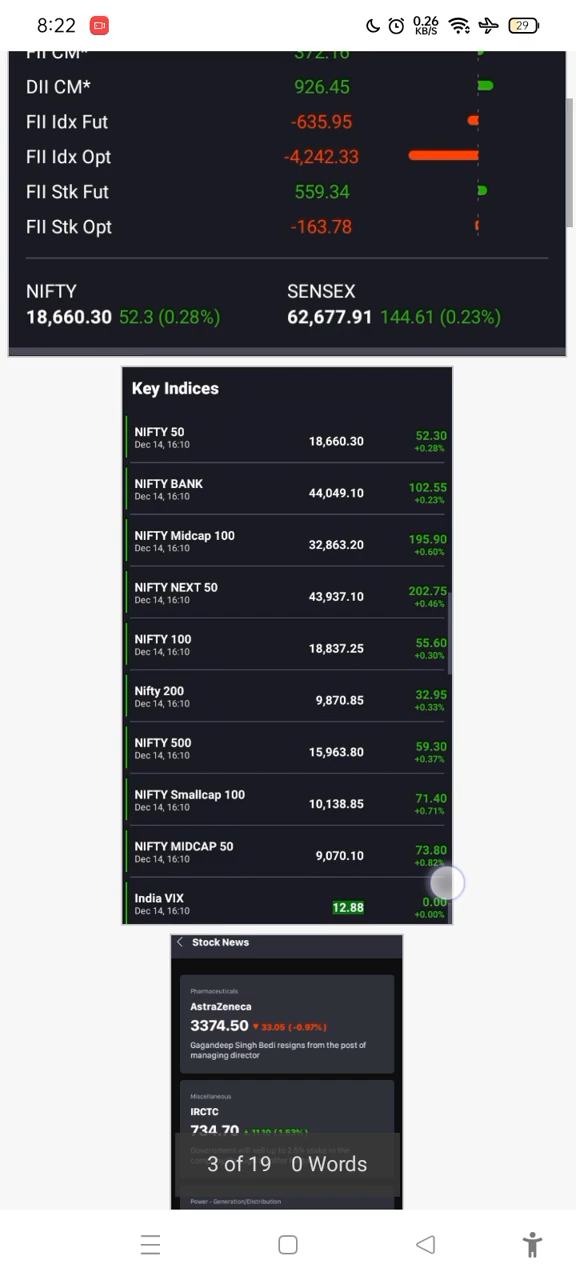 8:22
0.26
KB/S
29
FII CM* 372.16
DII CM* 926.45
FII Idx Fut -635.95
FII Idx Opt -4,242.33
FII Stk Fut 559.34
FII Stk Opt -163.78
NIFTY SENSEX
18,660.30 52.3 (0.28%) 62,677.91 144.61 (0.23%)
Key Indices
NIFTY 50 18,660.30 52.30
Dec 14, 16:10 +0.28%
NIFTY BANK 44,049.10 102.55
Dec 14, 16:10 +0.23%
NIFTY Midcap 100 32,863.20 195.90
Dec 14, 16:10 +0.60%
NIFTY NEXT 50 43,937.10 202.75
Dec 14, 16:10 +0.46%
NIFTY 100 18,837.25 55.60
Dec 14, 16:10 +0.30%
Nifty 200 9,870.85 32.95
Dec 14, 16:10 +0.33%
NIFTY 500 15,963.80 59.30
Dec 14, 16:10 +0.37%
NIFTY Smallcap 100 10,138.85 71.40
Dec 14, 16:10 +0.71%
NIFTY MIDCAP 50 9,070.10 73.80
Dec 14, 16:10 +0.82%
India VIX 12.88 0.00
Dec 14, 16:10 +0.00%
Stock News
Pharmaceuticals
AstraZeneca
3374.50 ▼ 33.05 (-0.97%)
Gagandeep Singh Bedi resigns from the post of
managing director
Miscellaneous
IRCTC
734.70
3 of 19 0 Words
Power - Generation/Distribution